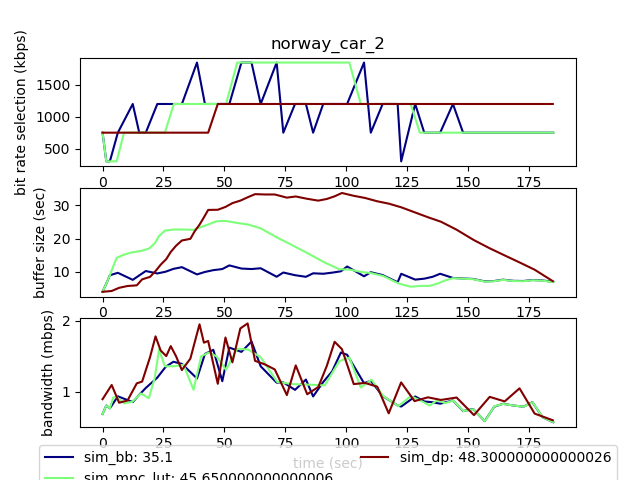 norway_car_2
bit rate selection (kbps)
1500
1000
500
0 25 50 75 100 125 150 175
buffer size (sec)
30
20
10
0 25 50 75 100 125 150 175
bandwidth (mbps)
2
1
0 25 50 75 100 125 150 175
time (sec)
sim_bb: 35.1
sim_mpc_lut: 45.650000000000006
sim_dp: 48.300000000000026